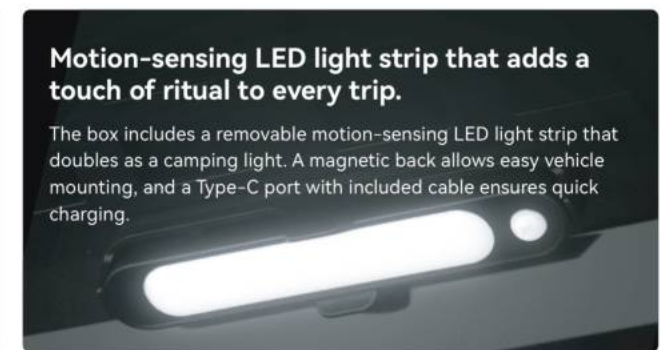 Motion-sensing LED light strip that adds a
touch of ritual to every trip.
The box includes a removable motion-sensing LED light strip that
doubles as a camping light. A magnetic back allows easy vehicle
mounting, and a Type-C port with included cable ensures quick
charging.